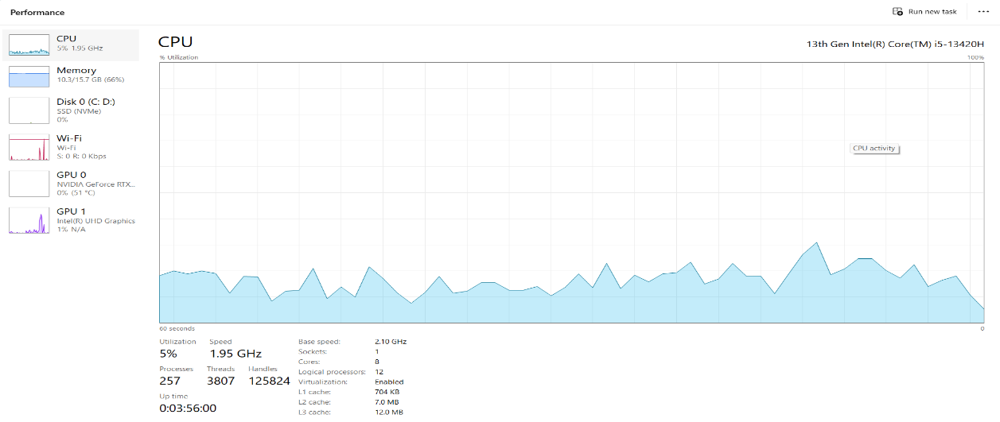 Performance
Run new task
CPU
5% 1.95 GHz
Memory
10.3/15.7 GB (66%)
Disk 0 (C: D:)
SSD (NVMe)
0%
Wi-Fi
Wi-Fi
S: 0 R: 0 Kbps
GPU 0
NVIDIA GeForce RTX...
0% (51 °C)
GPU 1
Intel(R) UHD Graphics
1% N/A
CPU
13th Gen Intel(R) Core(TM) i5-13420H
% Utilization
100%
CPU activity
60 seconds
0
Utilization Speed
5% 1.95 GHz
Processes Threads Handles
257 3807 125824
Up time
0:03:56:00
Base speed: 2.10 GHz
Sockets: 1
Cores: 8
Logical processors: 12
Virtualization: Enabled
L1 cache: 704 KB
L2 cache: 7.0 MB
L3 cache: 12.0 MB